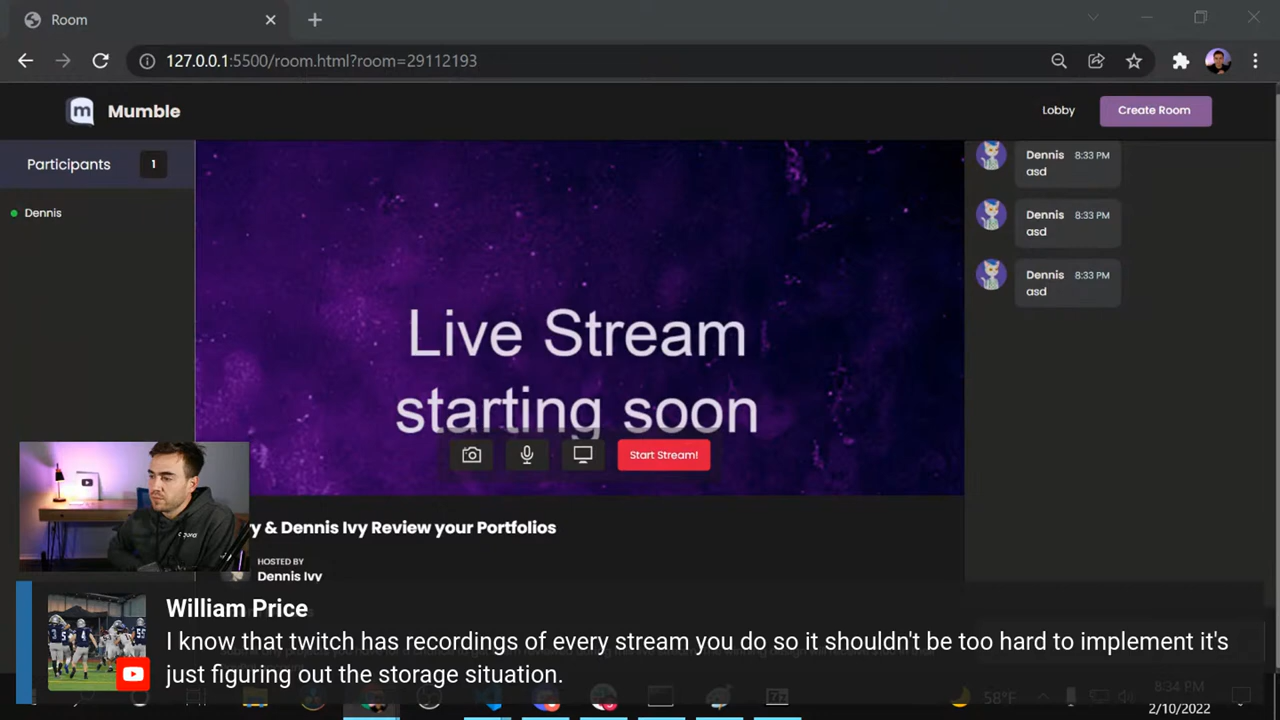 Room
127.0.0.1:5500/room.html?room=29112193
m Mumble
Lobby
Create Room
Participants 1
Dennis
Dennis 8:33 PM
asd
Dennis 8:33 PM
asd
Dennis 8:33 PM
asd
Live Stream
starting soon
Start Stream!
y & Dennis Ivy Review your Portfolios
HOSTED BY
Dennis Ivy
William Price
I know that twitch has recordings of every stream you do so it shouldn't be too hard to implement it's
just figuring out the storage situation.
58°F
8:34 PM
2/10/2022